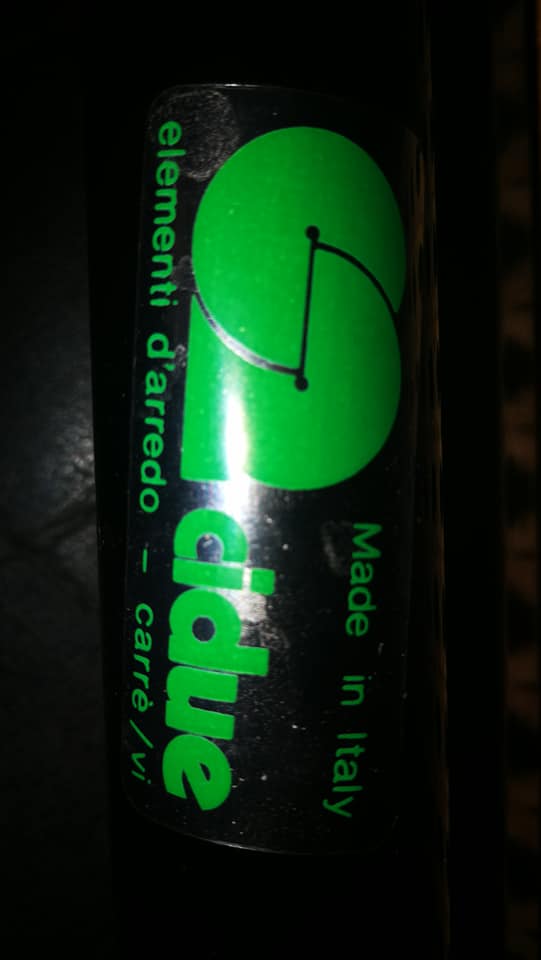 Made in Italy
cidue
elementi d'arredo – carrè/vi